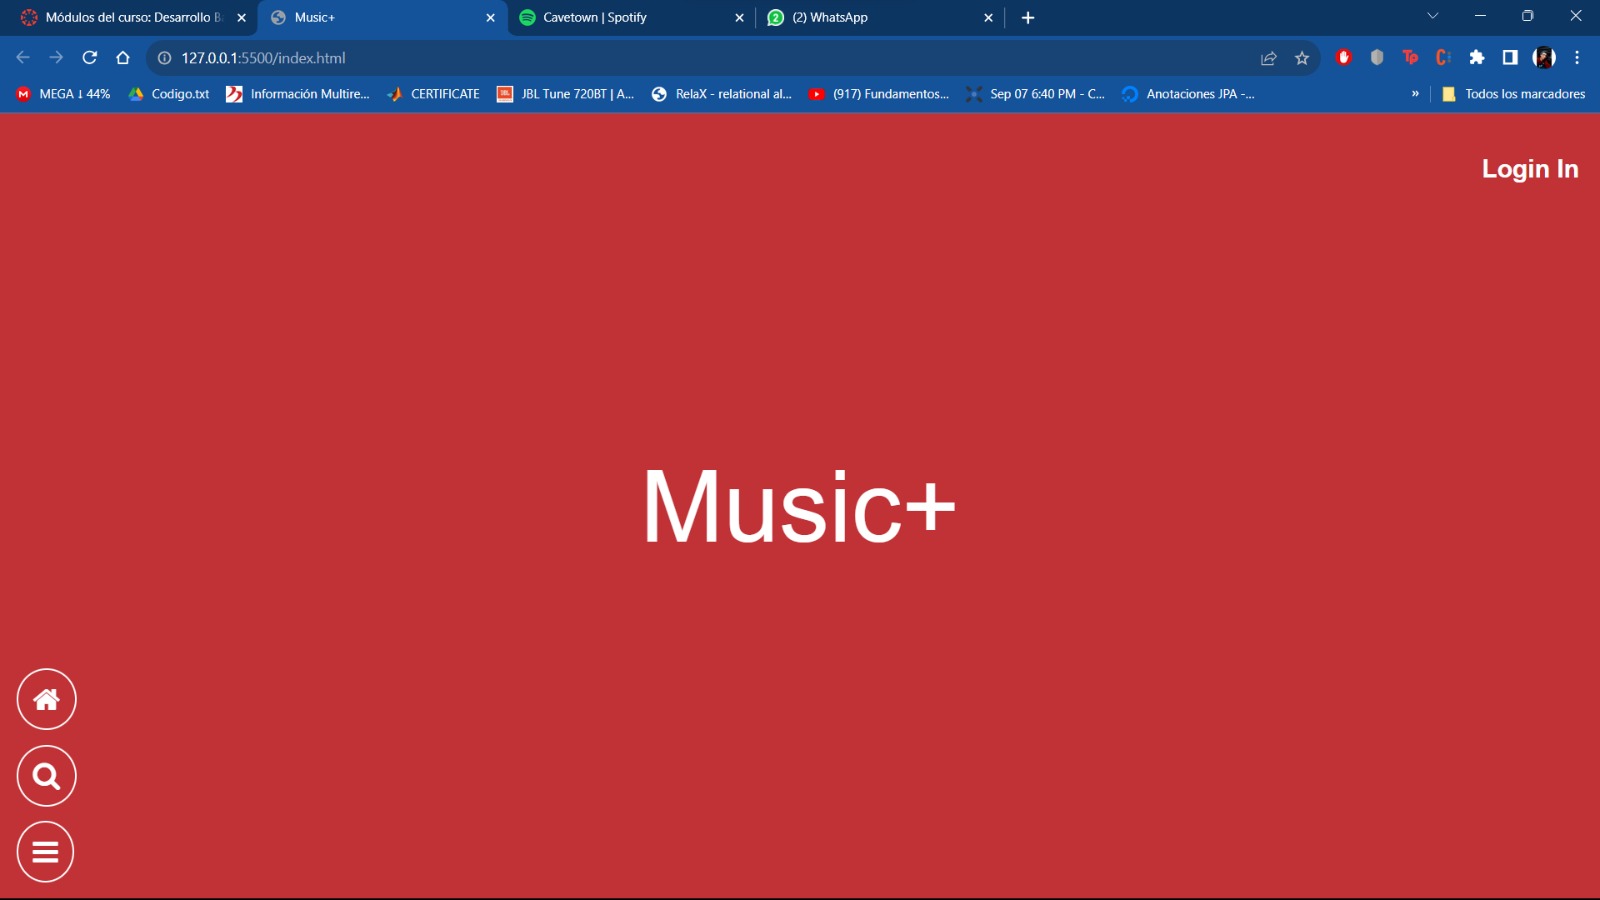 Módulos del curso: Desarrollo B
Music+
Cavetown | Spotify
(2) WhatsApp
127.0.0.1:5500/index.html
MEGA ⭳ 44%
Codigo.txt
Información Multire...
CERTIFICATE
JBL Tune 720BT | A...
RelaX - relational al...
(917) Fundamentos...
Sep 07 6:40 PM - C...
Anotaciones JPA -...
»
Todos los marcadores
Login In
Music+